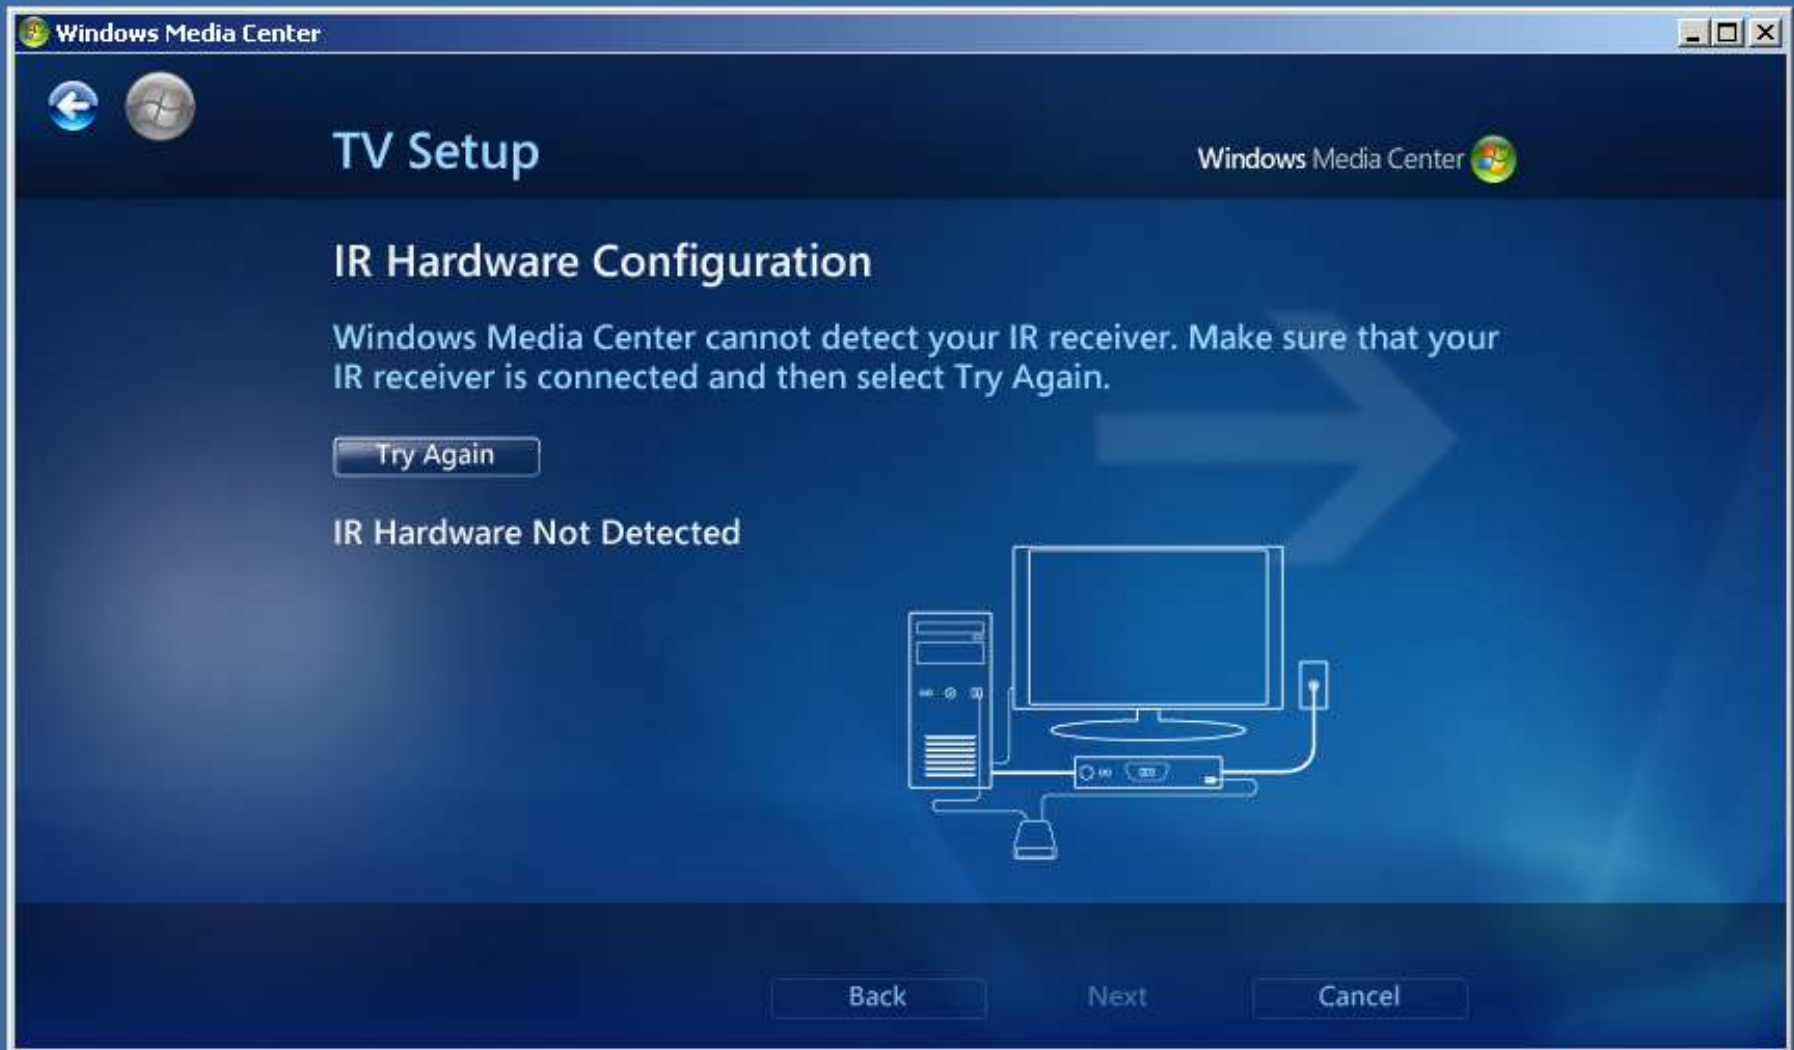 Windows Media Center
TV Setup
Windows Media Center
IR Hardware Configuration
Windows Media Center cannot detect your IR receiver. Make sure that your
IR receiver is connected and then select Try Again.
Try Again
IR Hardware Not Detected
Back
Next
Cancel